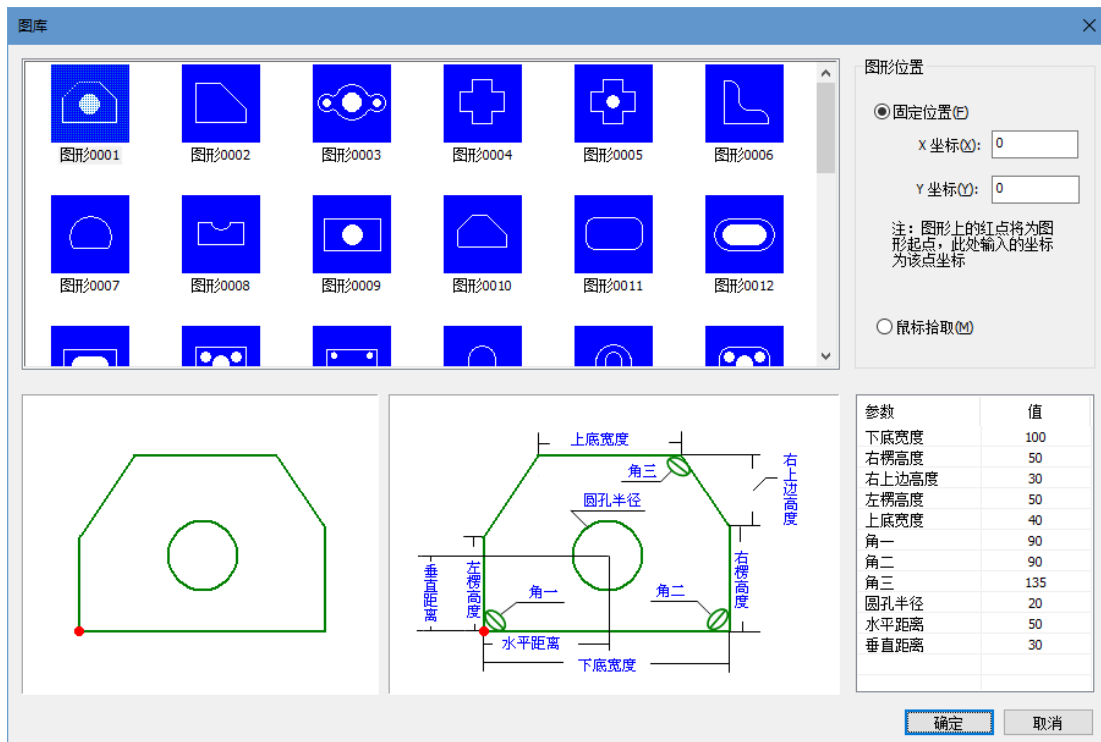 图库
图形0001
图形0002
图形0003
图形0004
图形0005
图形0006
图形0007
图形0008
图形0009
图形0010
图形0011
图形0012
图形位置
固定位置(F)
X 坐标(X):
0
Y 坐标(Y):
0
注：图形上的红点将为图
形起点，此处输入的坐标
为该点坐标
鼠标拾取(M)
上底宽度
角三
右上边高度
圆孔半径
垂直距离
左楞高度
角一
角二
右楞高度
水平距离
下底宽度
参数 值
下底宽度 100
右楞高度 50
右上边高度 30
左楞高度 50
上底宽度 40
角一 90
角二 90
角三 135
圆孔半径 20
水平距离 50
垂直距离 30
确定
取消